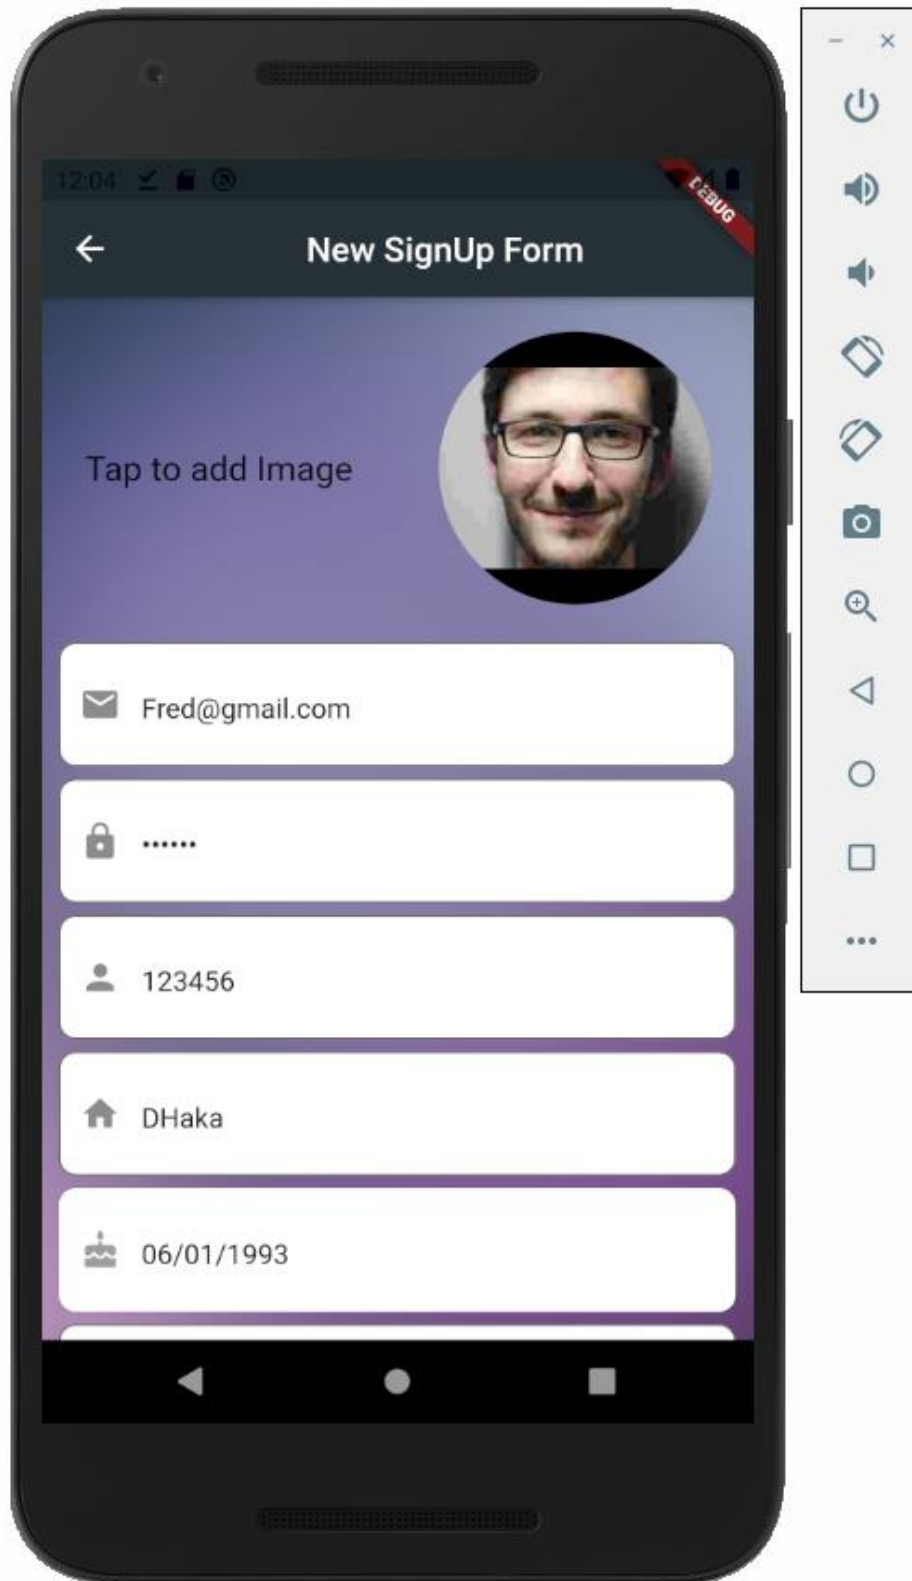 12:04
DEBUG
New SignUp Form
Tap to add Image
Fred@gmail.com
••••••
123456
DHaka
06/01/1993